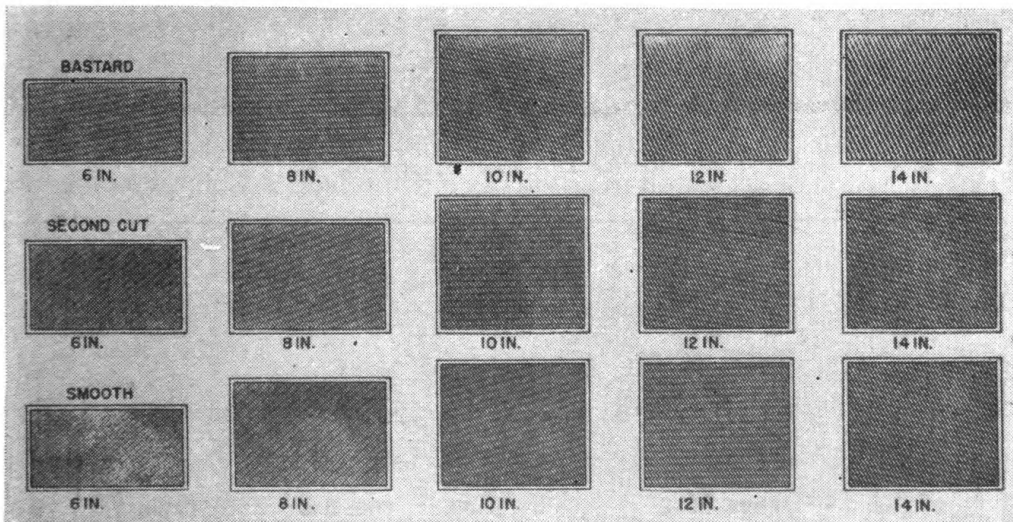 BASTARD
6 IN. 8 IN. 10 IN. 12 IN. 14 IN.
SECOND CUT
6 IN. 8 IN. 10 IN. 12 IN. 14 IN.
SMOOTH
6 IN. 8 IN. 10 IN. 12 IN. 14 IN.